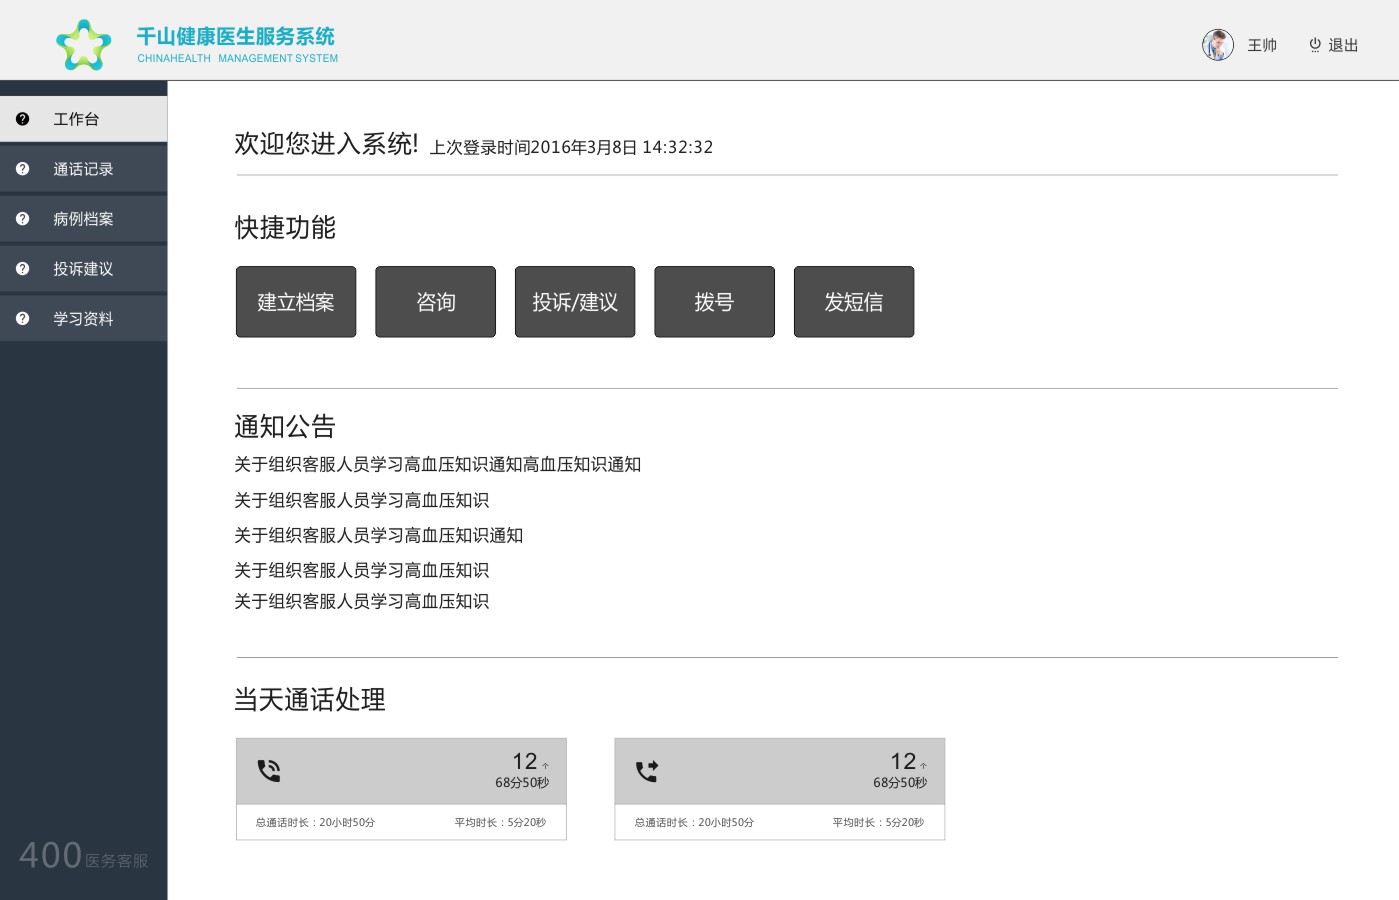 千山健康医生服务系统
CHINAHEALTH MANAGEMENT SYSTEM
王帅
退出
工作台
通话记录
病例档案
投诉建议
学习资料
400医务客服
欢迎您进入系统! 上次登录时间2016年3月8日 14:32:32
快捷功能
建立档案
咨询
投诉/建议
拨号
发短信
通知公告
关于组织客服人员学习高血压知识通知高血压知识通知
关于组织客服人员学习高血压知识
关于组织客服人员学习高血压知识通知
关于组织客服人员学习高血压知识
关于组织客服人员学习高血压知识
当天通话处理
12 个
68分50秒
总通话时长：20小时50分
平均时长：5分20秒
12 个
68分50秒
总通话时长：20小时50分
平均时长：5分20秒